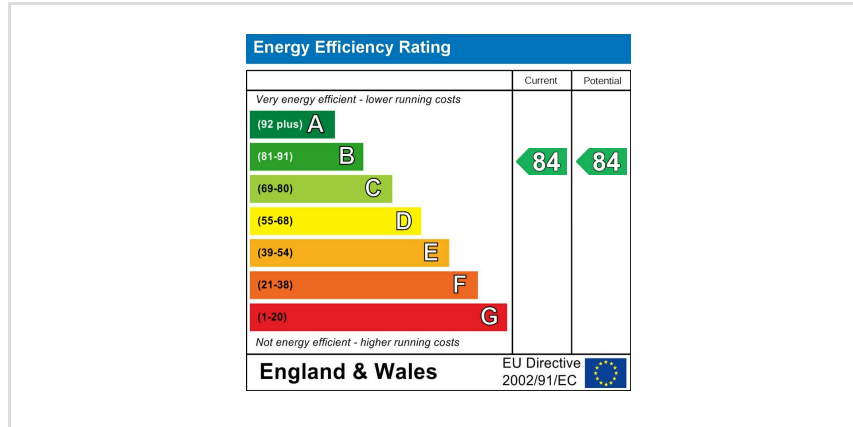 Energy Efficiency Rating
Current Potential
Very energy efficient - lower running costs
(92 plus) A
(81-91) B 84 84
(69-80) C
(55-68) D
(39-54) E
(21-38) F
(1-20) G
Not energy efficient - higher running costs
England & Wales
EU Directive
2002/91/EC